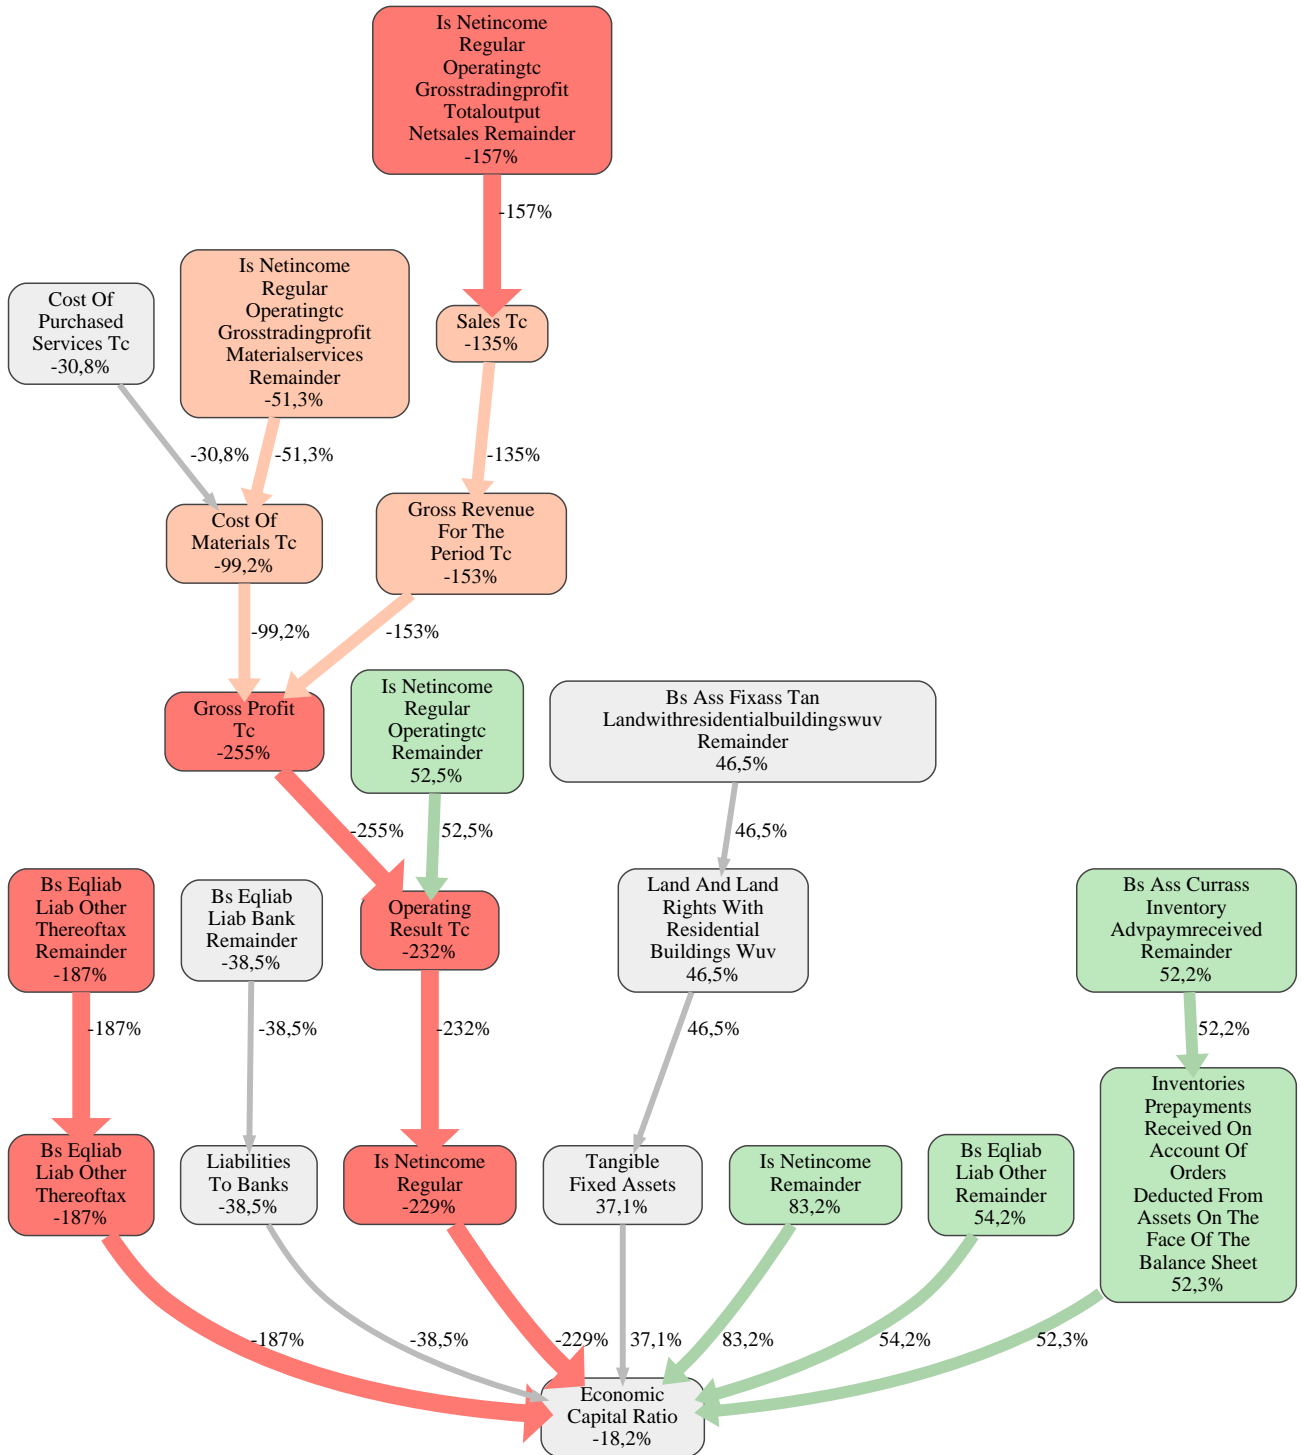 Is Netincome
Regular
Operatingtc
Grosstradingprofit
Totaloutput
Netsales Remainder
-157%
-157%
Cost Of
Purchased
Services Tc
-30,8%
Is Netincome
Regular
Operatingtc
Grosstradingprofit
Materialservices
Remainder
-51,3%
Sales Tc
-135%
-30,8%
-51,3%
-135%
Cost Of
Materials Tc
-99,2%
Gross Revenue
For The
Period Tc
-153%
-99,2%
-153%
Gross Profit
Tc
-255%
Is Netincome
Regular
Operatingtc
Remainder
52,5%
Bs Ass Fixass Tan
Landwithresidentialbuildingswuv
Remainder
46,5%
-255%
52,5%
46,5%
Bs Eqliab
Liab Other
Thereoftax
Remainder
-187%
Bs Eqliab
Liab Bank
Remainder
-38,5%
Operating
Result Tc
-232%
Land And Land
Rights With
Residential
Buildings Wuv
46,5%
Bs Ass Currass
Inventory
Advpaymreceived
Remainder
52,2%
-187%
-38,5%
-232%
46,5%
52,2%
Bs Eqliab
Liab Other
Thereoftax
-187%
Liabilities
To Banks
-38,5%
Is Netincome
Regular
-229%
Tangible
Fixed Assets
37,1%
Is Netincome
Remainder
83,2%
Bs Eqliab
Liab Other
Remainder
54,2%
Inventories
Prepayments
Received On
Account Of
Orders
Deducted From
Assets On The
Face Of The
Balance Sheet
52,3%
-187%
-38,5%
-229%
37,1%
83,2%
54,2%
52,3%
Economic
Capital Ratio
-18,2%